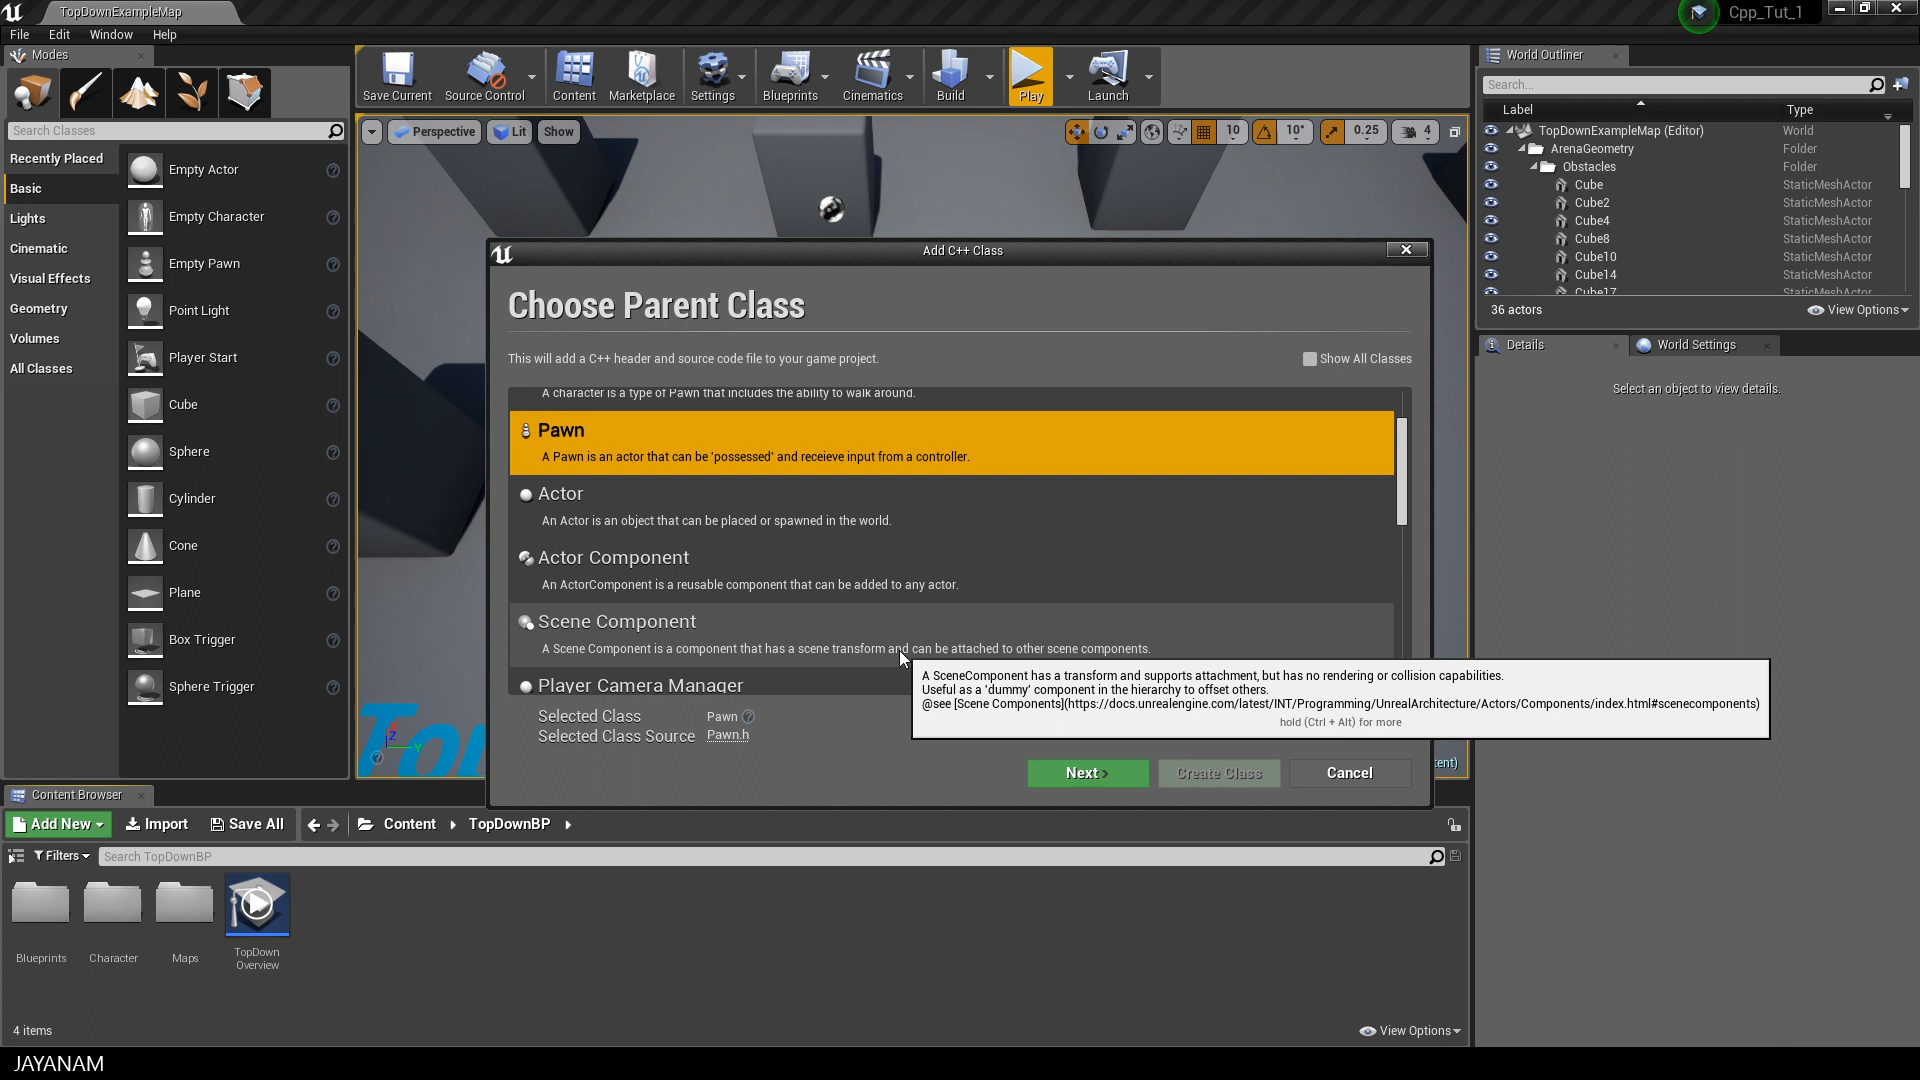 TopDownExampleMap
Cpp_Tut_1
File Edit Window Help
Modes
Search Classes
Recently Placed
Basic
Lights
Cinematic
Visual Effects
Geometry
Volumes
All Classes
Empty Actor
Empty Character
Empty Pawn
Point Light
Player Start
Cube
Sphere
Cylinder
Cone
Plane
Box Trigger
Sphere Trigger
Save Current Source Control Content Marketplace Settings Blueprints Cinematics Build Play Launch
Perspective Lit Show
10 10° 0.25 4
Add C++ Class
Choose Parent Class
This will add a C++ header and source code file to your game project.
Show All Classes
A character is a type of Pawn that includes the ability to walk around.
Pawn
A Pawn is an actor that can be 'possessed' and receieve input from a controller.
Actor
An Actor is an object that can be placed or spawned in the world.
Actor Component
An ActorComponent is a reusable component that can be added to any actor.
Scene Component
A Scene Component is a component that has a scene transform and can be attached to other scene components.
Player Camera Manager
A SceneComponent has a transform and supports attachment, but has no rendering or collision capabilities.
Useful as a 'dummy' component in the hierarchy to offset others.
@see [Scene Components](https://docs.unrealengine.com/latest/INT/Programming/UnrealArchitecture/Actors/Components/index.html#scenecomponents)
hold (Ctrl + Alt) for more
Selected Class Pawn
Selected Class Source Pawn.h
Next
Create Class
Cancel
World Outliner
Search...
Label Type
TopDownExampleMap (Editor) World
ArenaGeometry Folder
Obstacles Folder
Cube StaticMeshActor
Cube2 StaticMeshActor
Cube4 StaticMeshActor
Cube8 StaticMeshActor
Cube10 StaticMeshActor
Cube14 StaticMeshActor
Cube17 StaticMeshActor
36 actors
View Options
Details
World Settings
Select an object to view details.
Content Browser
Add New Import Save All Content TopDownBP
Filters
Search TopDownBP
Blueprints
Character
Maps
TopDown
Overview
4 items
View Options
JAYANAM